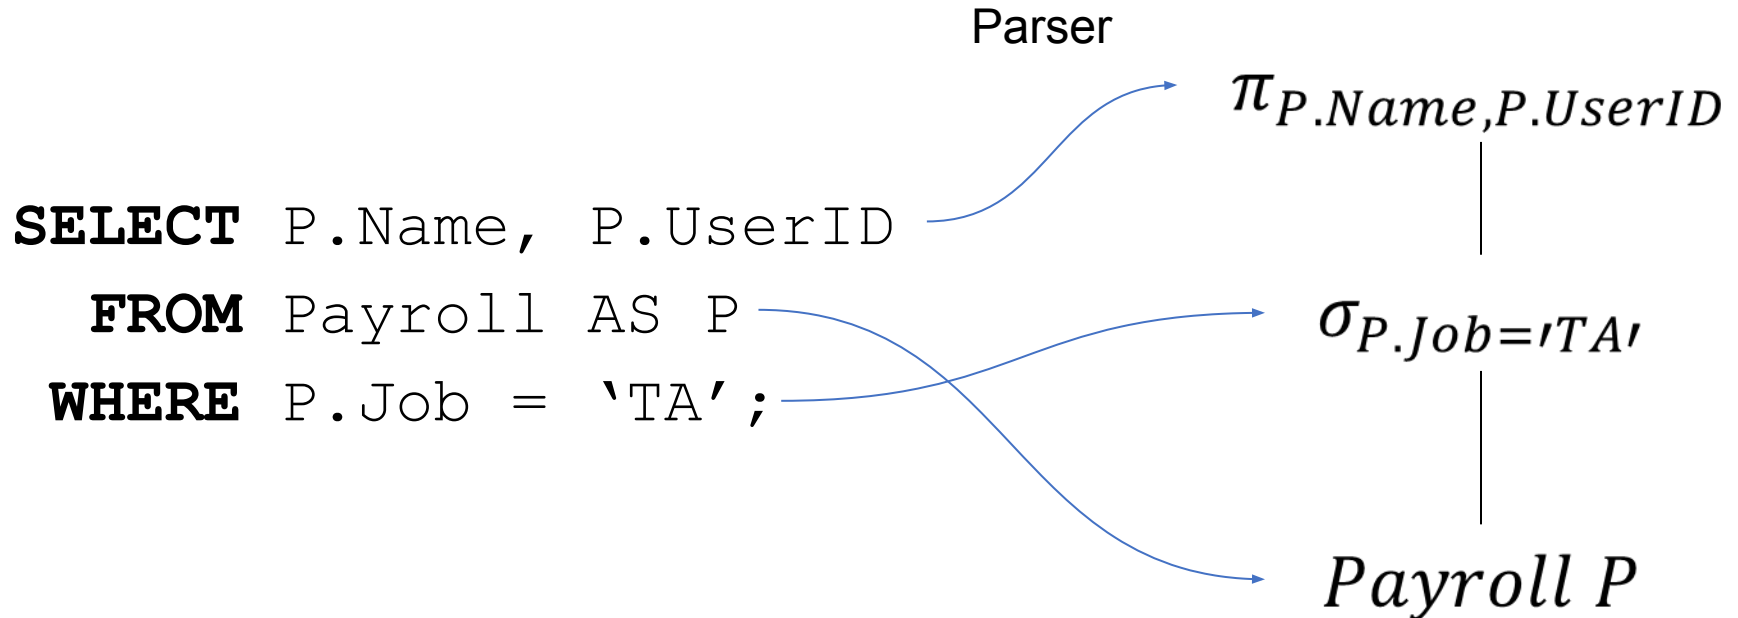 Parser
SELECT P.Name, P.UserID
FROM Payroll AS P
WHERE P.Job = ‘TA’;
πP.Name,P.UserID
σP.Job='TA'
Payroll P